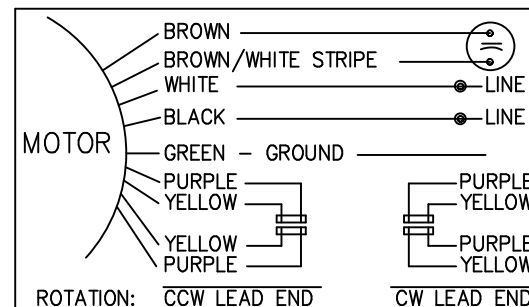 BROWN
BROWN/WHITE STRIPE
WHITE LINE
BLACK LINE
MOTOR
GREEN - GROUND
PURPLE PURPLE
YELLOW YELLOW
YELLOW PURPLE
PURPLE YELLOW
ROTATION: CCW LEAD END CW LEAD END